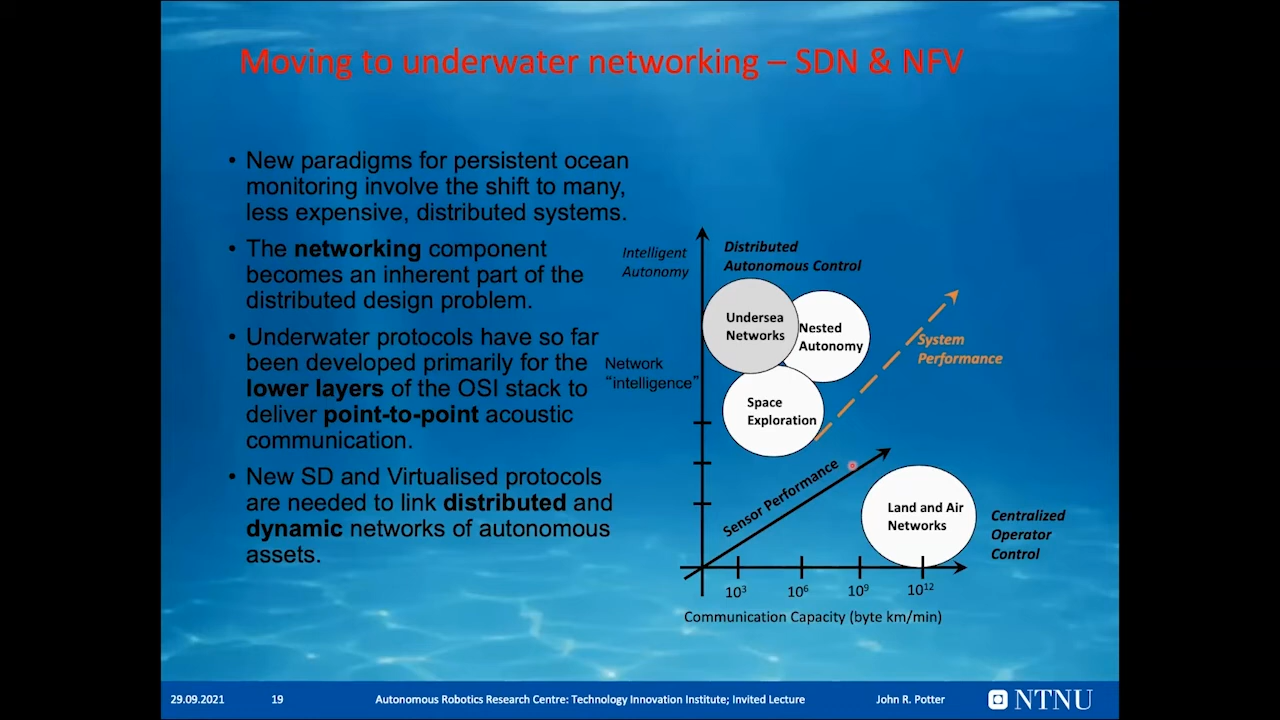 Moving to underwater networking – SDN & NFV
• New paradigms for persistent ocean
monitoring involve the shift to many,
less expensive, distributed systems.
• The networking component
becomes an inherent part of the
distributed design problem.
• Underwater protocols have so far
been developed primarily for the
lower layers of the OSI stack to
deliver point-to-point acoustic
communication.
• New SD and Virtualised protocols
are needed to link distributed and
dynamic networks of autonomous
assets.
Intelligent
Autonomy
Distributed
Autonomous Control
Undersea
Networks
Nested
Autonomy
System
Performance
Network
"intelligence"
Space
Exploration
Sensor Performance
Land and Air
Networks
Centralized
Operator
Control
10³ 10⁶ 10⁹ 10¹²
Communication Capacity (byte km/min)
29.09.2021 19 Autonomous Robotics Research Centre: Technology Innovation Institute; Invited Lecture John R. Potter NTNU